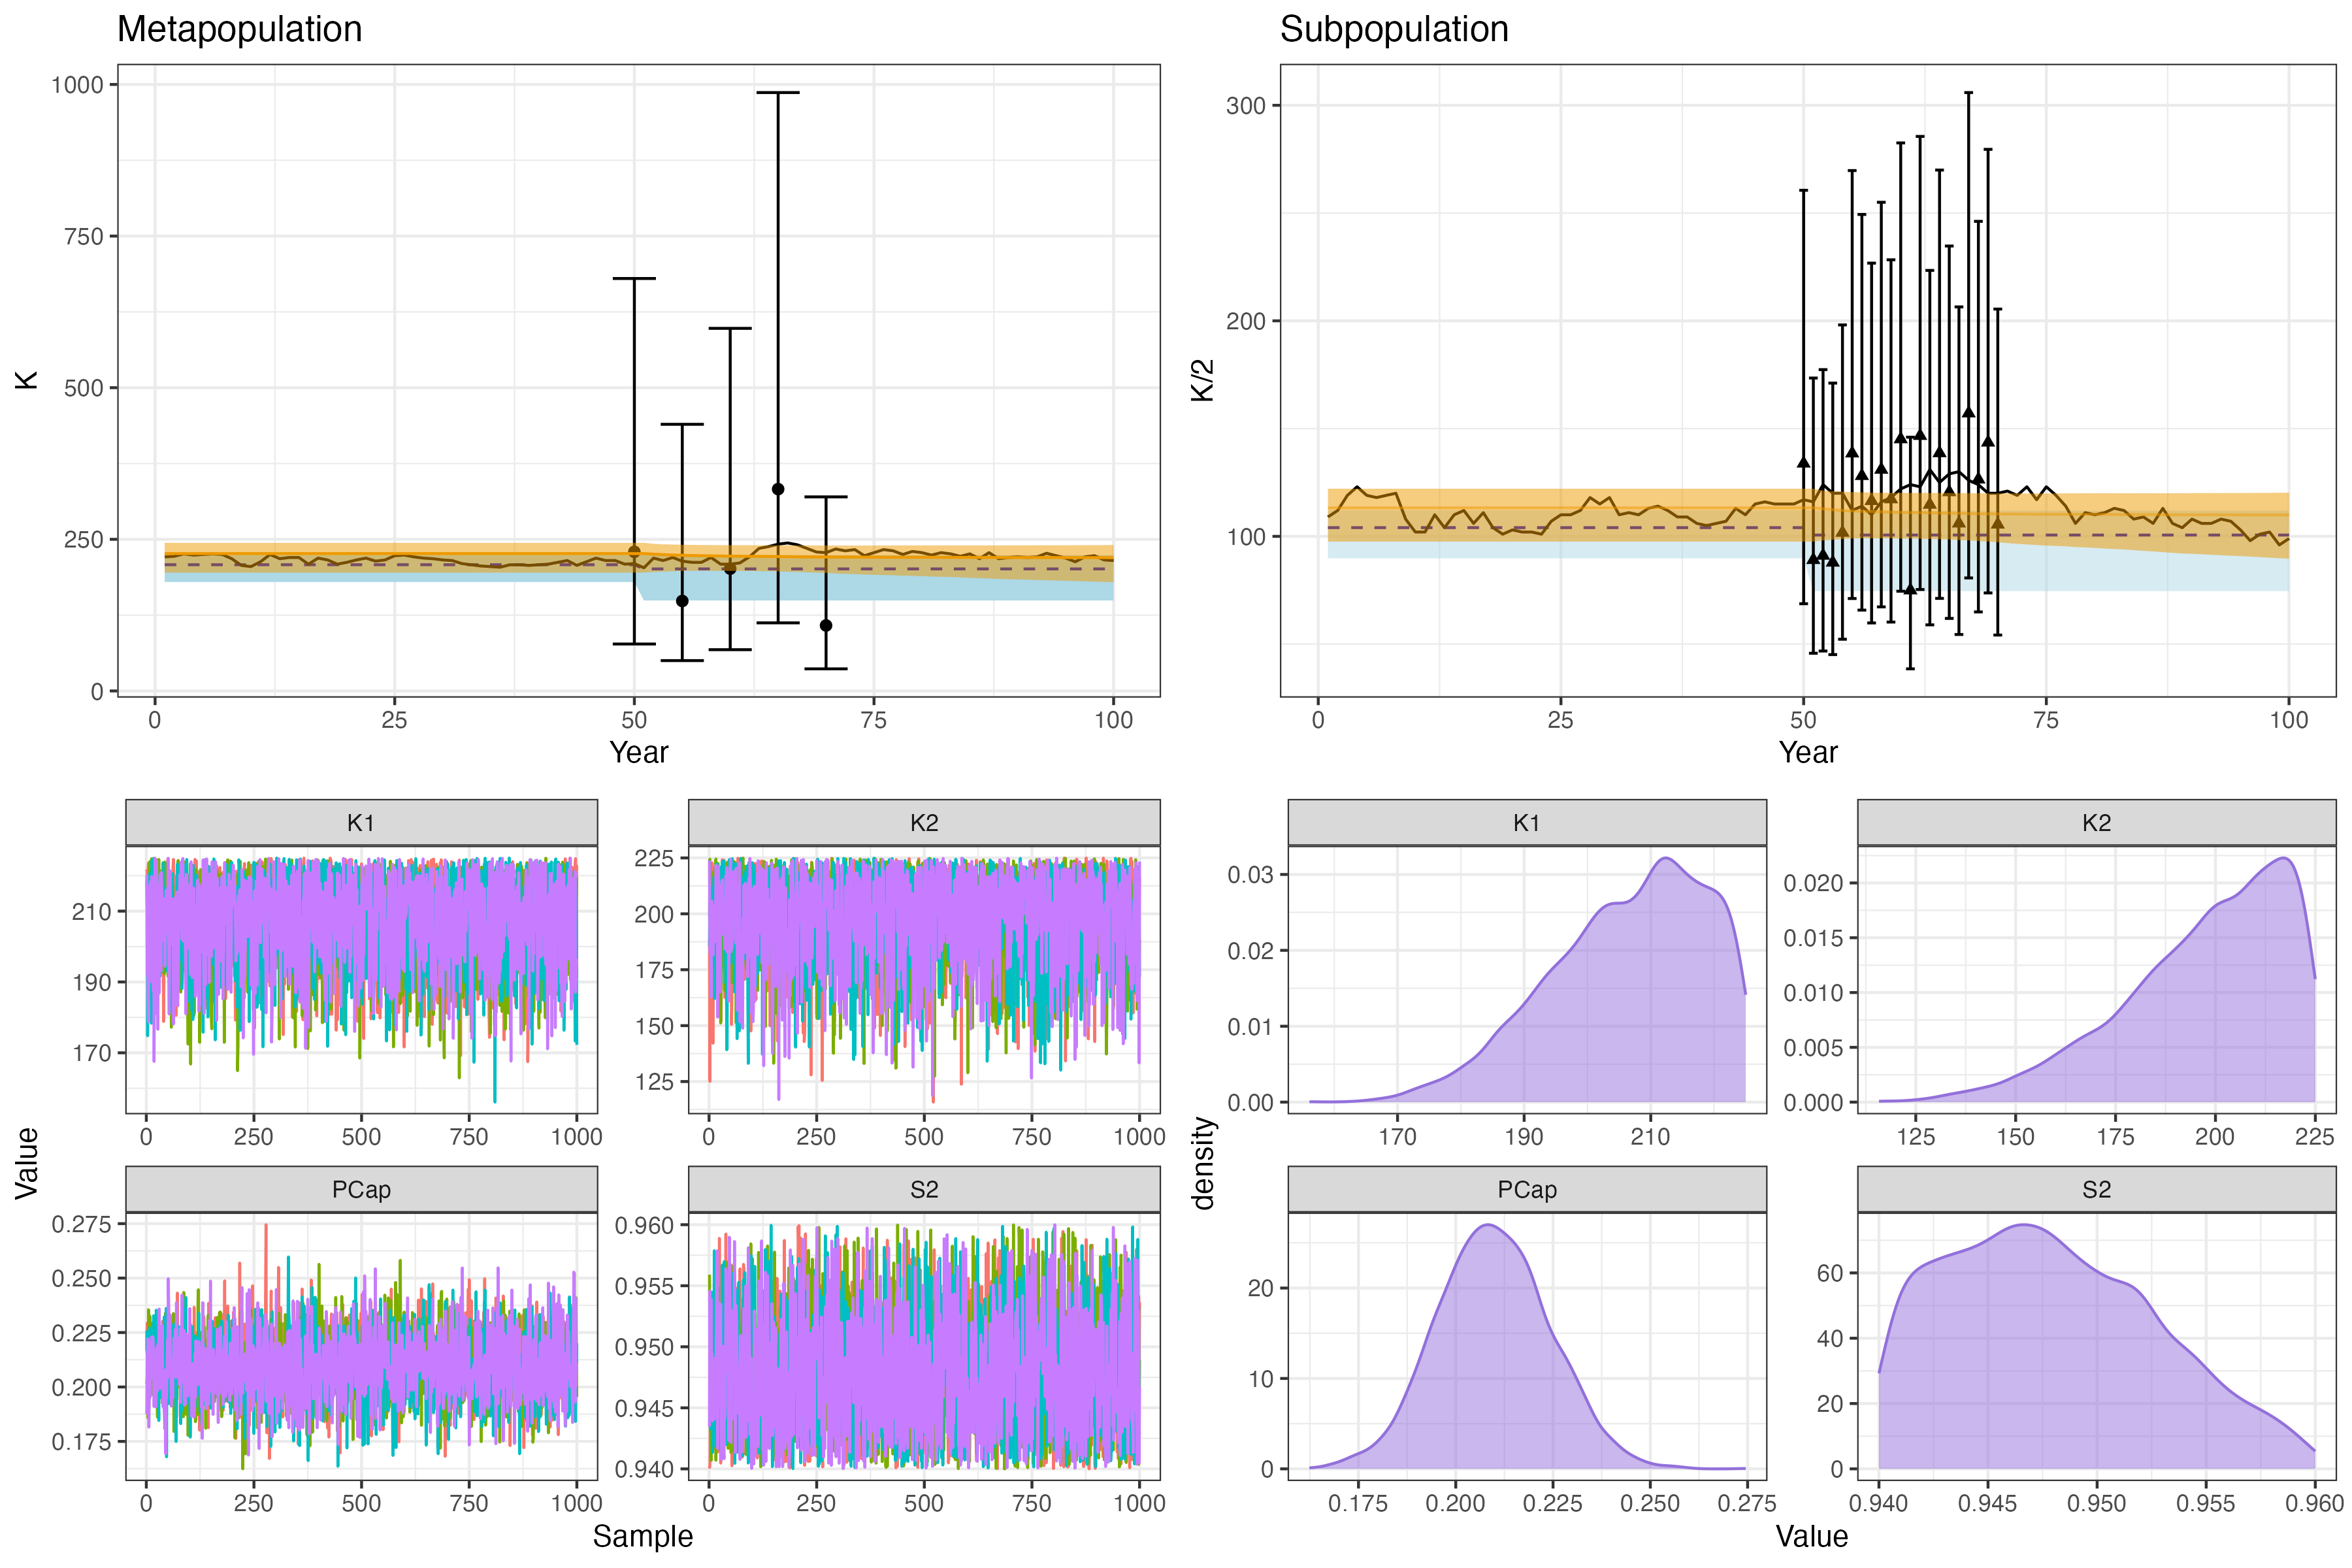 Metapopulation
K
1000
750
500
250
0
0 25 50 75 100
Year
Subpopulation
K/2
300
200
100
0 25 50 75 100
Year
Value
K1
210
190
170
0 250 500 750 1000
K2
225
200
175
150
125
0 250 500 750 1000
PCap
0.275
0.250
0.225
0.200
0.175
0 250 500 750 1000
S2
0.960
0.955
0.950
0.945
0.940
0 250 500 750 1000
Sample
density
K1
0.03
0.02
0.01
0.00
170 190 210
K2
0.020
0.015
0.010
0.005
0.000
125 150 175 200 225
PCap
20
10
0
0.175 0.200 0.225 0.250 0.275
S2
60
40
20
0
0.940 0.945 0.950 0.955 0.960
Value